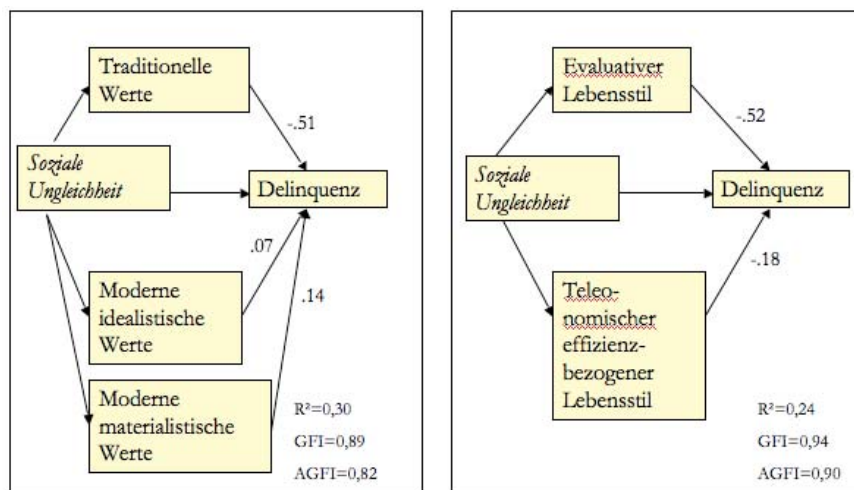 Traditionelle
Werte
-.51
Soziale
Ungleichheit
Delinquenz
.07
.14
Moderne
idealistische
Werte
Moderne
materialistische
Werte
R²=0,30
GFI=0,89
AGFI=0,82
Evaluativer
Lebensstil
-.52
Soziale
Ungleichheit
Delinquenz
-.18
Teleo-
nomischer
effizienz-
bezogener
Lebensstil
R²=0,24
GFI=0,94
AGFI=0,90